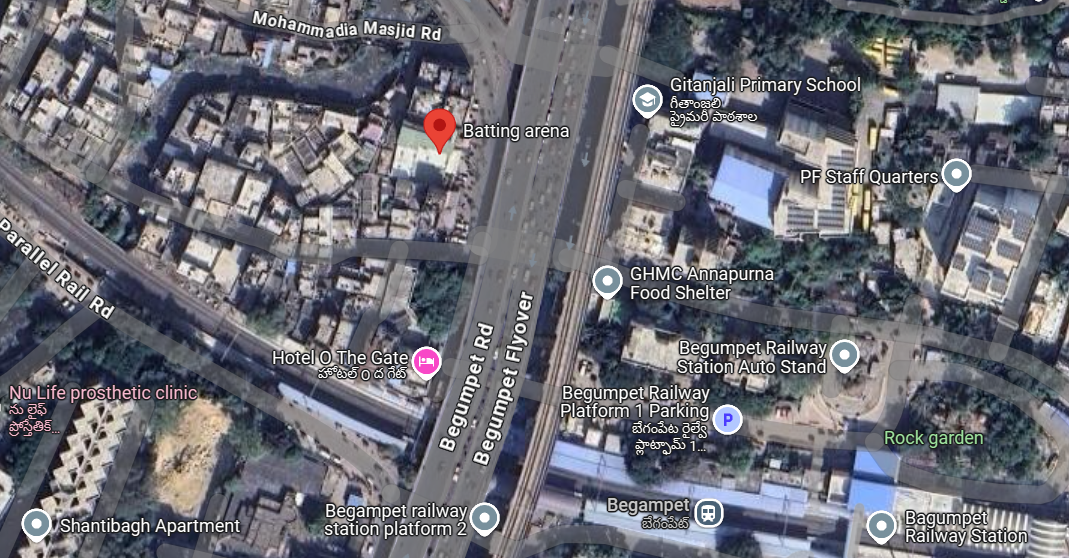 Mohammadia Masjid Rd
Gitanjali Primary School
గీతాంజలి
ప్రైమరీ పాఠశాల
Batting arena
PF Staff Quarters
Parallel Rail Rd
GHMC Annapurna
Food Shelter
Begumpet Rd
Begumpet Flyover
Hotel O The Gate
హోటల్ O ద గేట్
Begumpet Railway
Station Auto Stand
Nu Life prosthetic clinic
ను లైఫ్
ప్రోస్తేతిక్...
Begumpet Railway
Platform 1 Parking
బేగంపేట రైల్వే
ప్లాట్ఫామ్ 1...
Rock garden
Shantibagh Apartment
Begampet railway
station platform 2
Begampet
బేగంపేట్
Bagumpet
Railway Station